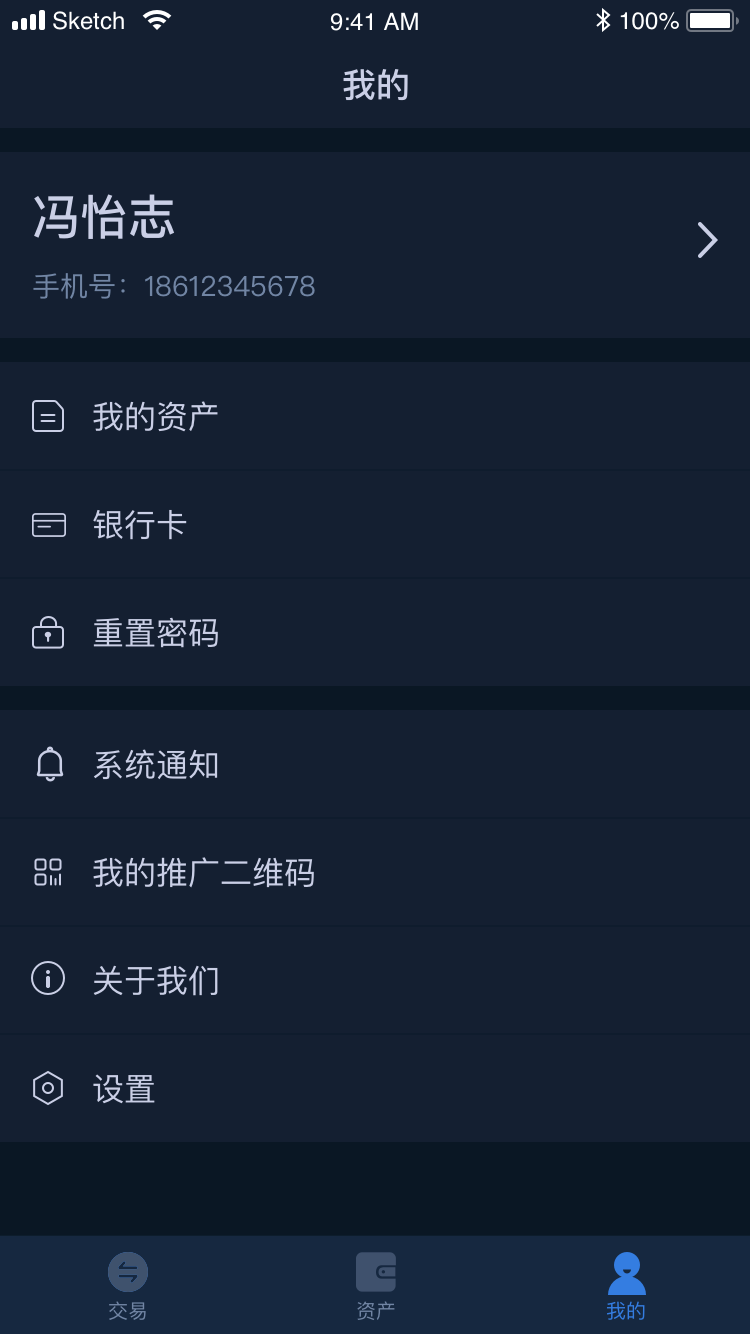 Sketch 9:41 AM 100%
我的
冯怡志
手机号：18612345678
我的资产
银行卡
重置密码
系统通知
我的推广二维码
关于我们
设置
交易 资产 我的